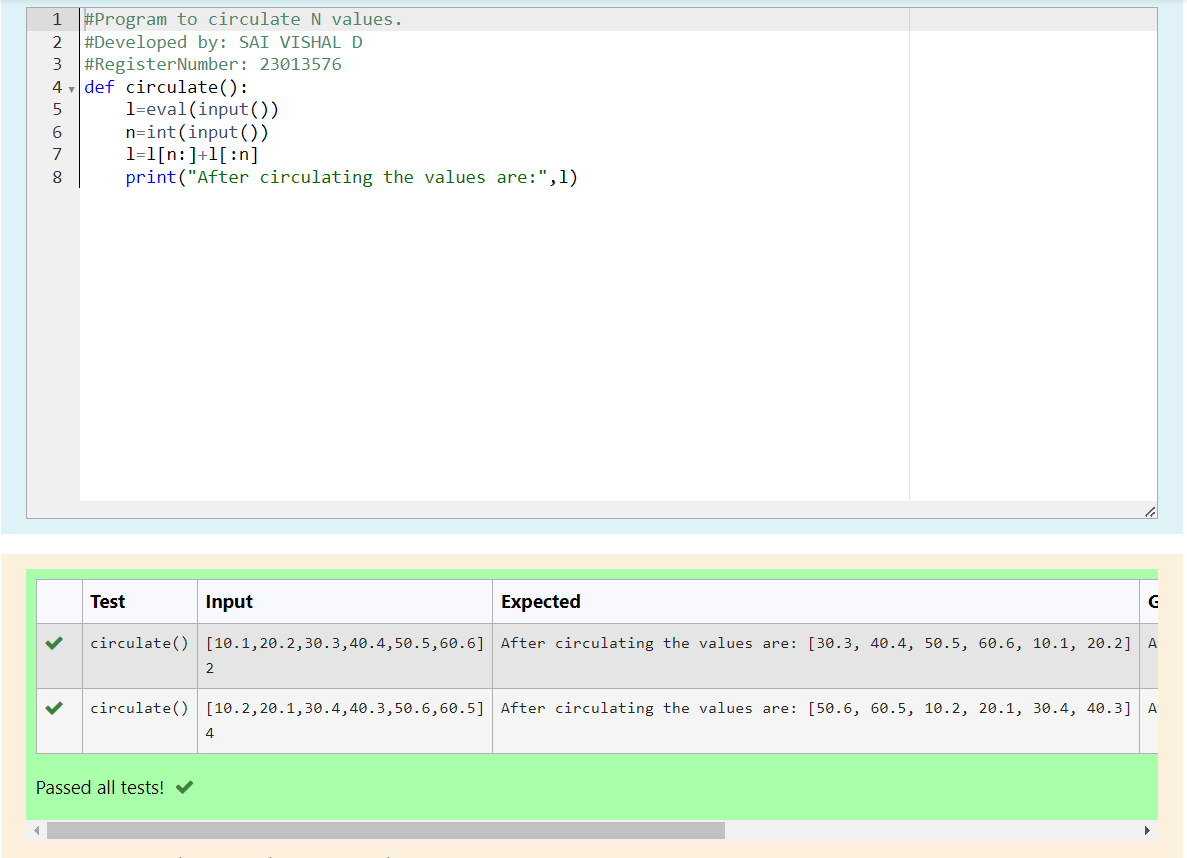 1 #Program to circulate N values.
2 #Developed by: SAI VISHAL D
3 #RegisterNumber: 23013576
4 def circulate():
5     l=eval(input())
6     n=int(input())
7     l=l[n:]+l[:n]
8     print("After circulating the values are:",l)
Test Input Expected
circulate() [10.1,20.2,30.3,40.4,50.5,60.6] After circulating the values are: [30.3, 40.4, 50.5, 60.6, 10.1, 20.2] A
2
circulate() [10.2,20.1,30.4,40.3,50.6,60.5] After circulating the values are: [50.6, 60.5, 10.2, 20.1, 30.4, 40.3] A
4
Passed all tests!